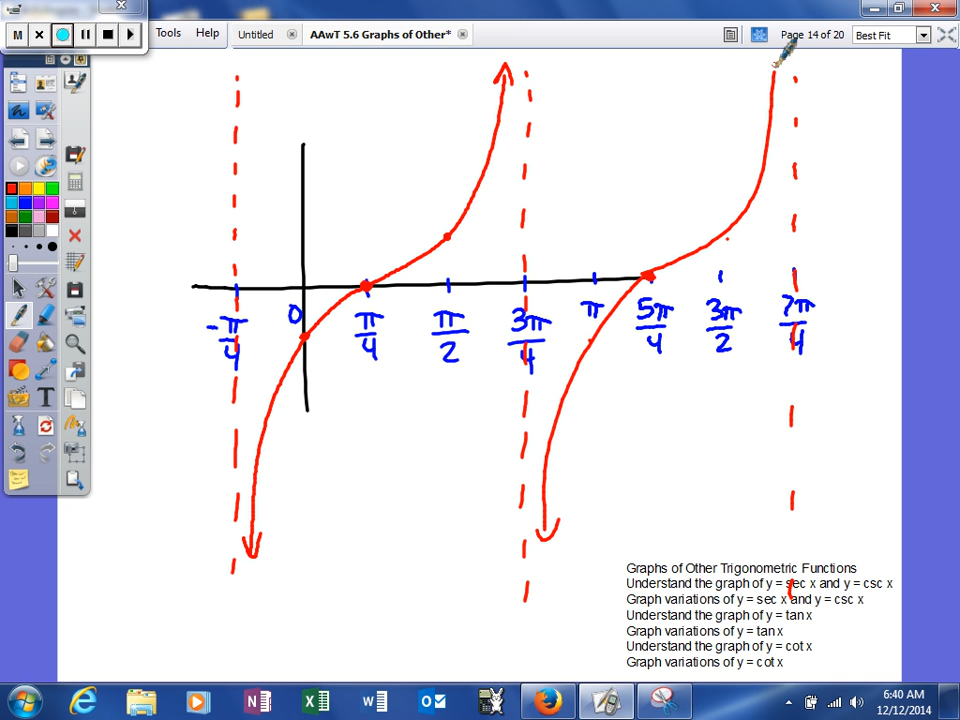 M
Tools Help Untitled AAwT 5.6 Graphs of Other* Page 14 of 20 Best Fit
0
-π/4 π/4 π/2 3π/4 π 5π/4 3π/2 7π/4
Graphs of Other Trigonometric Functions
Understand the graph of y = sec x and y = csc x
Graph variations of y = sec x and y = csc x
Understand the graph of y = tan x
Graph variations of y = tan x
Understand the graph of y = cot x
Graph variations of y = cot x
6:40 AM
12/12/2014